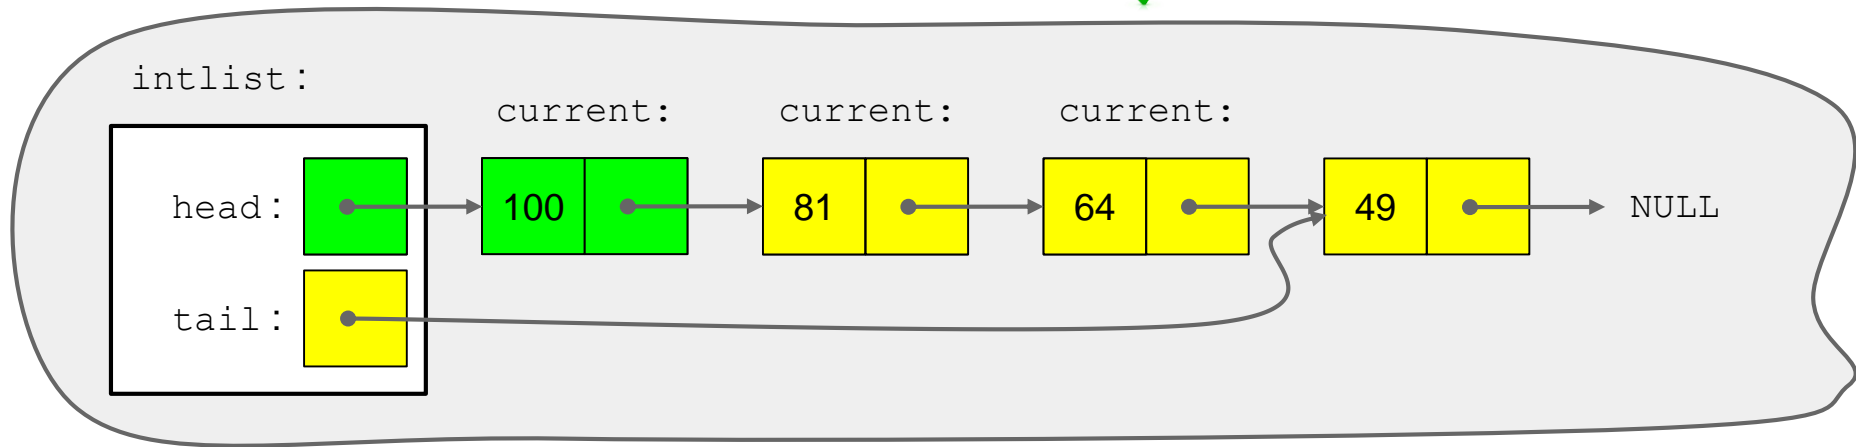 intlist:
current: current: current:
head: 100 81 64 49 NULL
tail: